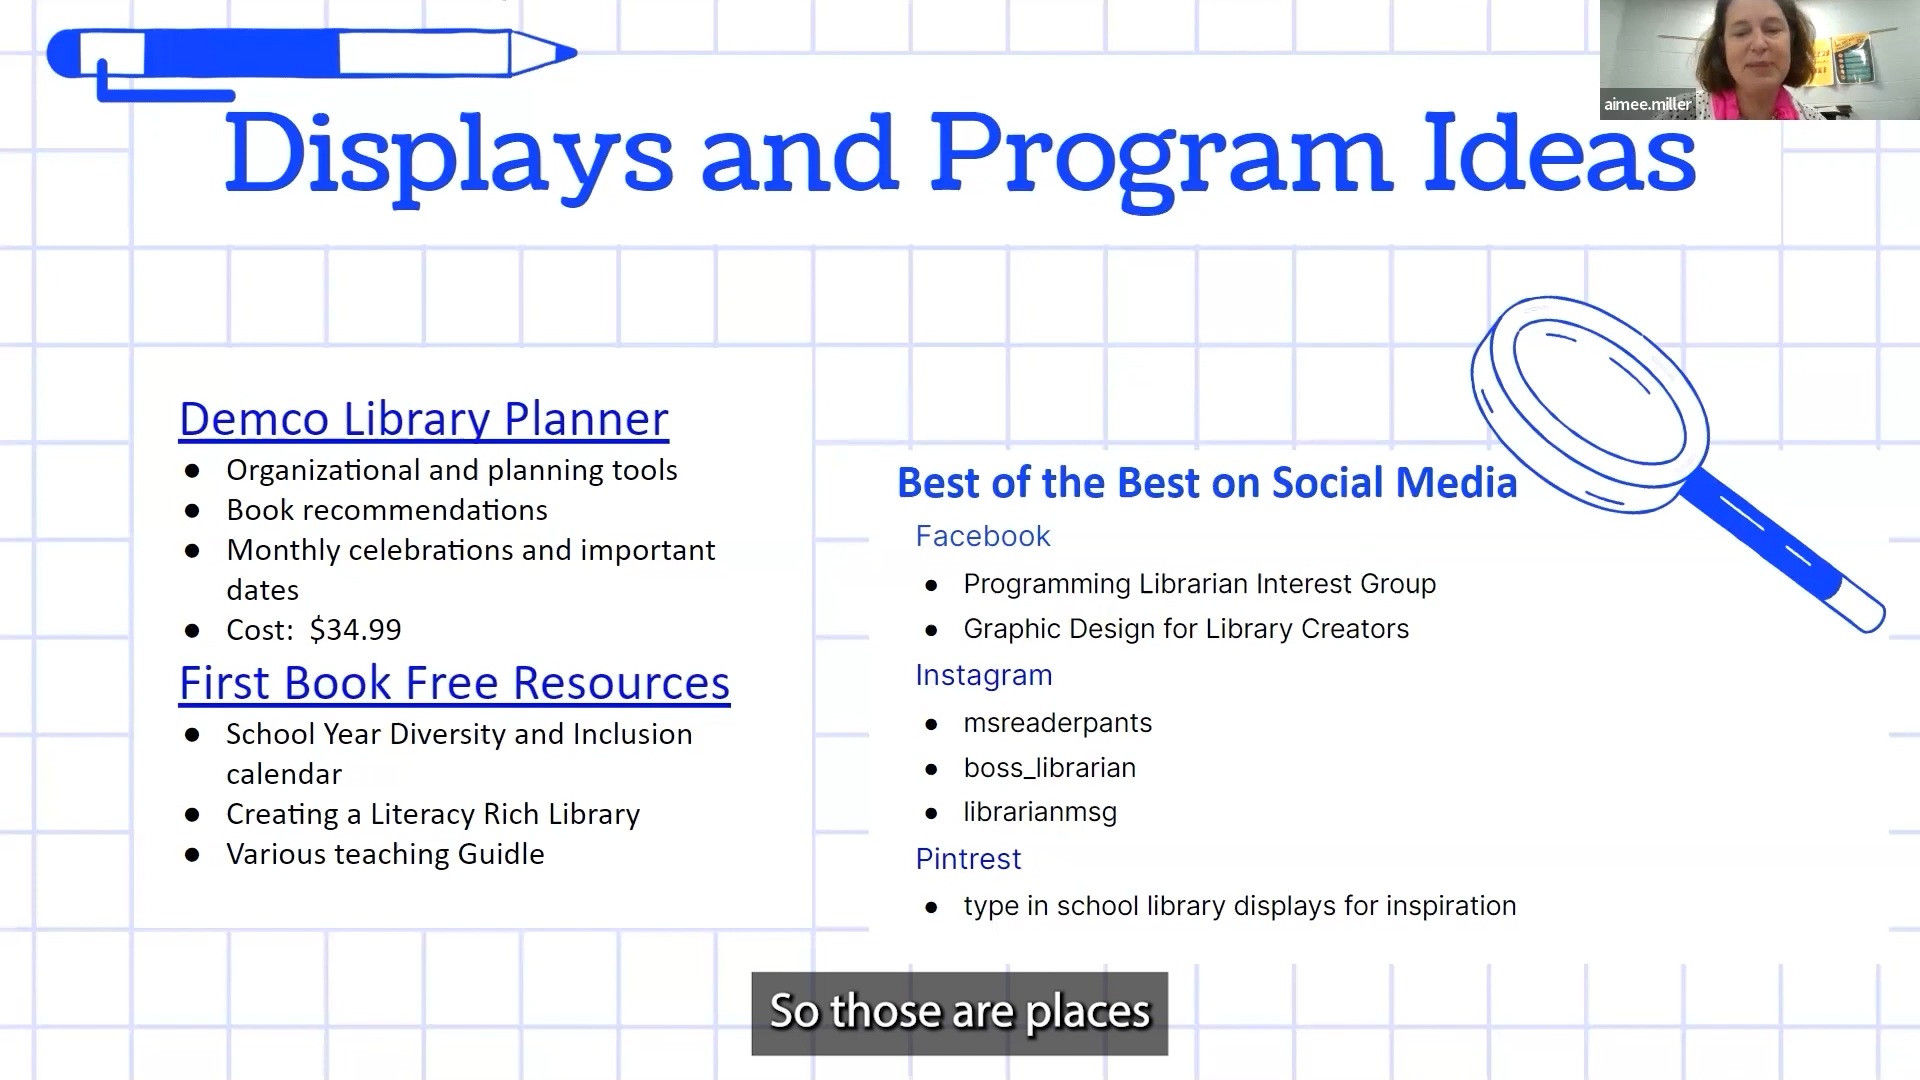 aimee.miller
Displays and Program Ideas
Demco Library Planner
● Organizational and planning tools
● Book recommendations
● Monthly celebrations and important
dates
● Cost: $34.99
First Book Free Resources
● School Year Diversity and Inclusion
calendar
● Creating a Literacy Rich Library
● Various teaching Guidle
Best of the Best on Social Media
Facebook
● Programming Librarian Interest Group
● Graphic Design for Library Creators
Instagram
● msreaderpants
● boss_librarian
● librarianmsg
Pintrest
● type in school library displays for inspiration
So those are places